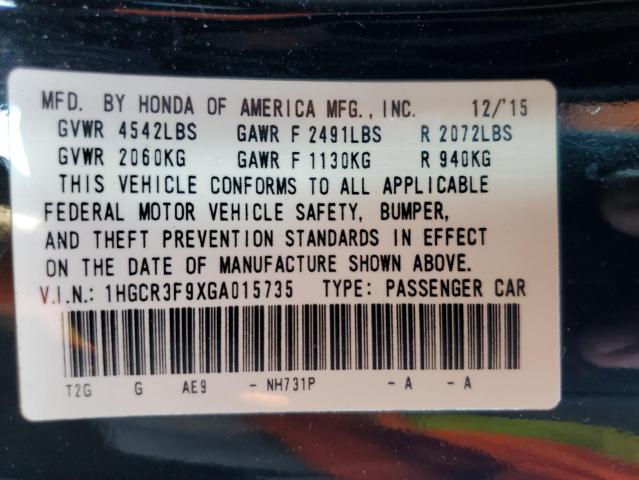 MFD. BY HONDA OF AMERICA MFG., INC. 12/'15
GVWR 4542LBS GAWR F 2491LBS R 2072LBS
GVWR 2060KG GAWR F 1130KG R 940KG
THIS VEHICLE CONFORMS TO ALL APPLICABLE
FEDERAL MOTOR VEHICLE SAFETY, BUMPER,
AND THEFT PREVENTION STANDARDS IN EFFECT
ON THE DATE OF MANUFACTURE SHOWN ABOVE.
V.I.N.: 1HGCR3F9XGA015735 TYPE: PASSENGER CAR
T2G G AE9 - NH731P - A - A